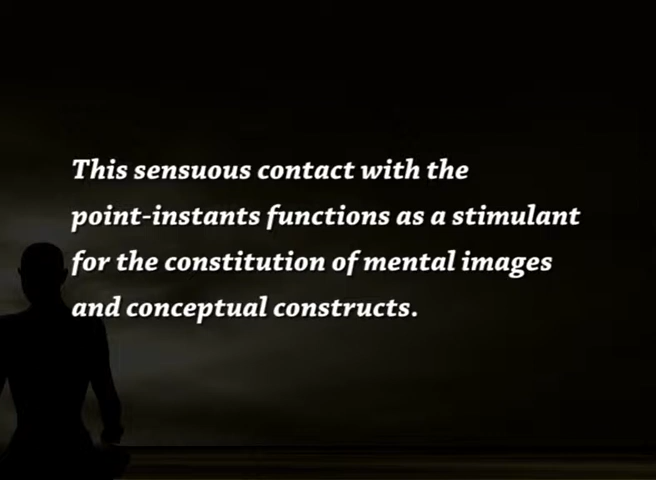 This sensuous contact with the
point-instants functions as a stimulant
for the constitution of mental images
and conceptual constructs.